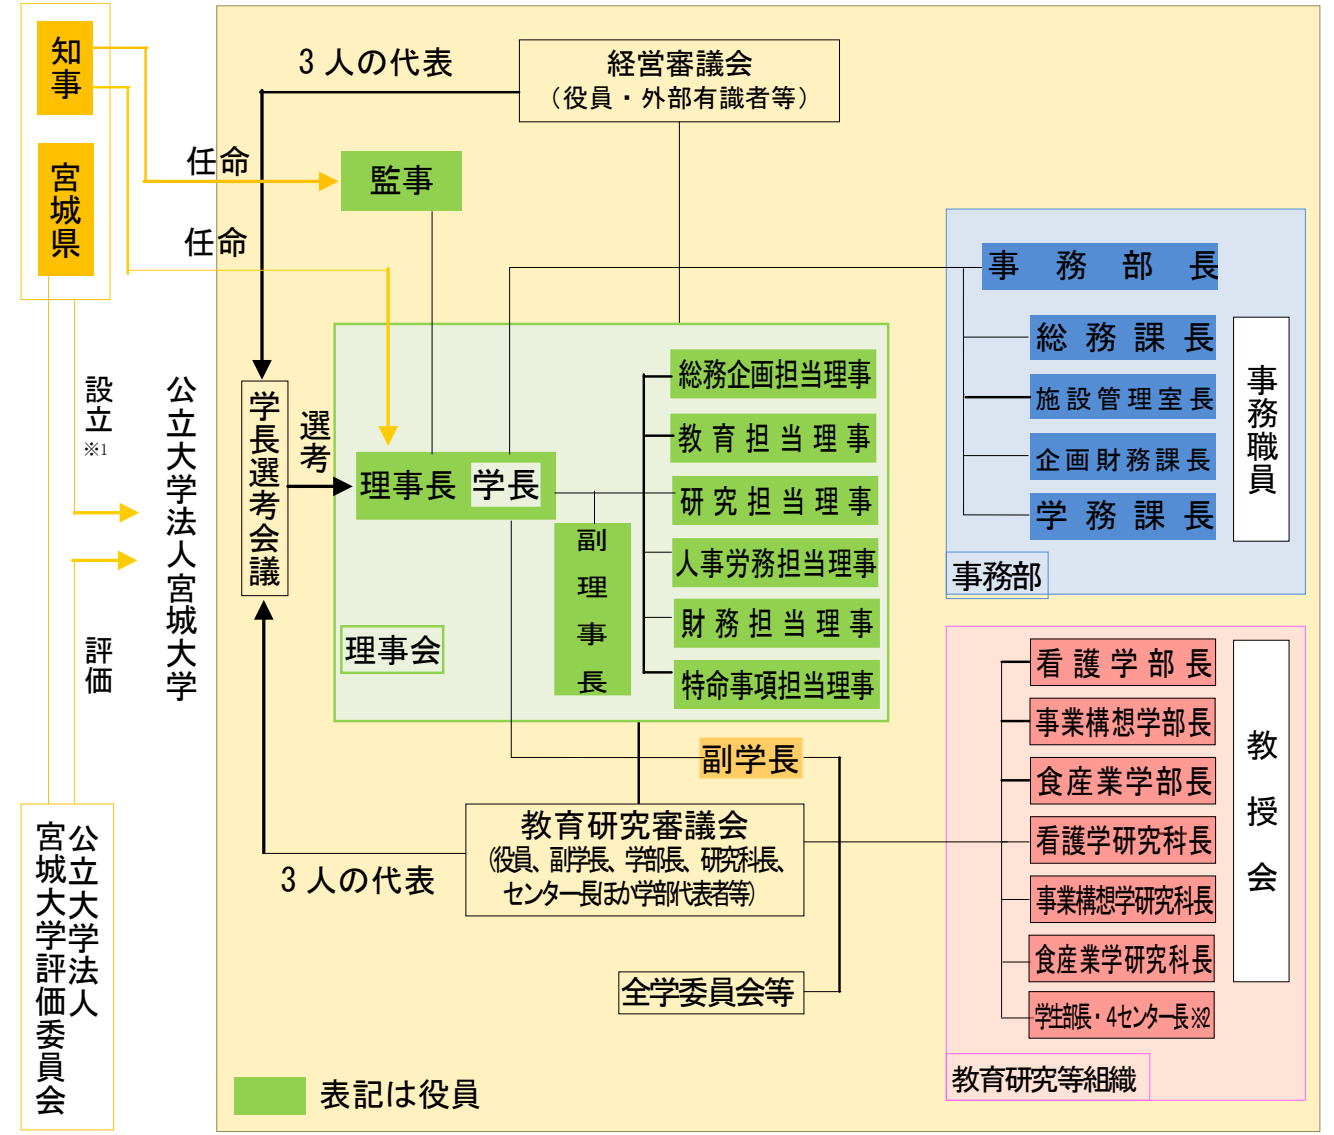 知事
宮城県
設立
※1
評価
公立大学法人宮城大学
公立大学法人
宮城大学評価委員会
3人の代表
経営審議会
（役員・外部有識者等）
任命
監事
任命
学長選考会議
選考
理事長 学長
副理事長
総務企画担当理事
教育担当理事
研究担当理事
人事労務担当理事
財務担当理事
特命事項担当理事
理事会
副学長
教育研究審議会
(役員、副学長、学部長、研究科長、
センター長ほか学部代表者等)
3人の代表
全学委員会等
事務部長
総務課長
施設管理室長
企画財務課長
学務課長
事務職員
事務部
看護学部長
事業構想学部長
食産業学部長
看護学研究科長
事業構想学研究科長
食産業学研究科長
学生部長・4センター長※2
教授会
教育研究等組織
表記は役員